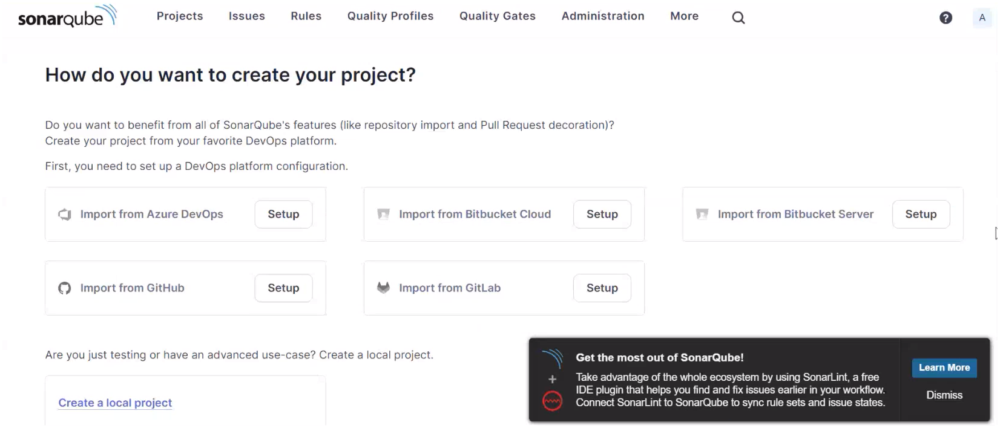 sonarqube Projects Issues Rules Quality Profiles Quality Gates Administration More ? A
How do you want to create your project?
Do you want to benefit from all of SonarQube's features (like repository import and Pull Request decoration)?
Create your project from your favorite DevOps platform.
First, you need to set up a DevOps platform configuration.
Import from Azure DevOps Setup Import from Bitbucket Cloud Setup Import from Bitbucket Server Setup
Import from GitHub Setup Import from GitLab Setup
Are you just testing or have an advanced use-case? Create a local project.
Create a local project
Get the most out of SonarQube!
Take advantage of the whole ecosystem by using SonarLint, a free
IDE plugin that helps you find and fix issues earlier in your workflow.
Connect SonarLint to SonarQube to sync rule sets and issue states.
Learn More
Dismiss